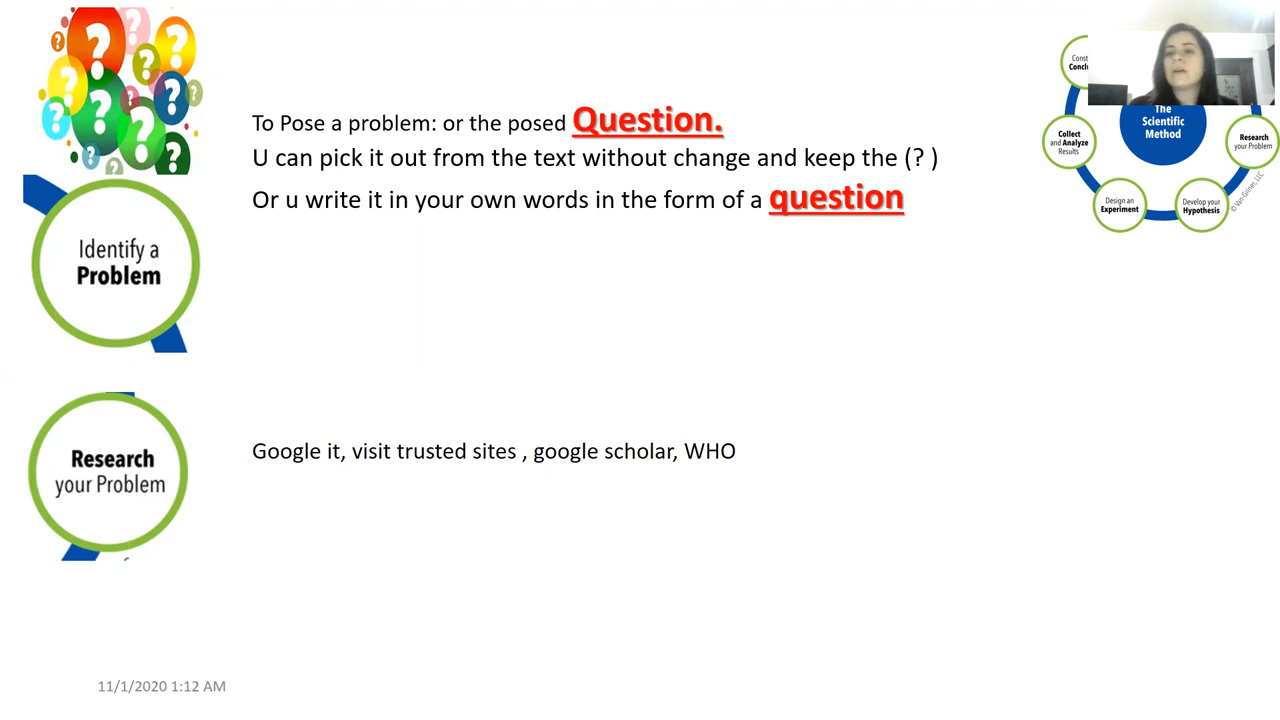 To Pose a problem: or the posed Question.
U can pick it out from the text without change and keep the (? )
Or u write it in your own words in the form of a question
Identify a
Problem
Research
your Problem
Google it, visit trusted sites , google scholar, WHO
The
Scientific
Method
Collect
and Analyze
Results
Research
your Problem
Design an
Experiment
Develop your
Hypothesis
© Van Griner, LLC
11/1/2020 1:12 AM